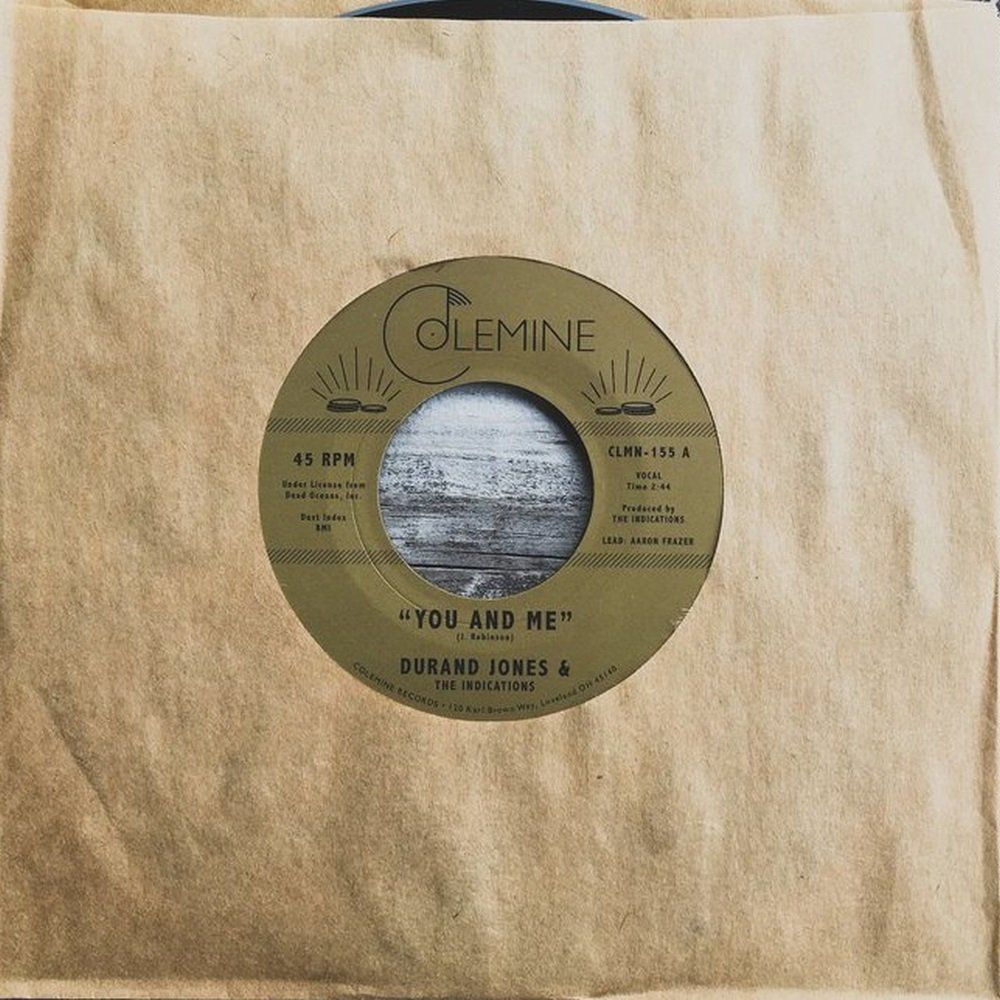 COLEMINE
45 RPM
Under License from
Dead Oceans, Inc.
Dust Index
BMI
CLMN-155 A
VOCAL
Time 2:44
Produced by
THE INDICATIONS
LEAD: AARON FRAZER
“YOU AND ME”
(J. Robinson)
DURAND JONES &
THE INDICATIONS
COLEMINE RECORDS • 120 Karl Brown Way, Loveland OH 45140